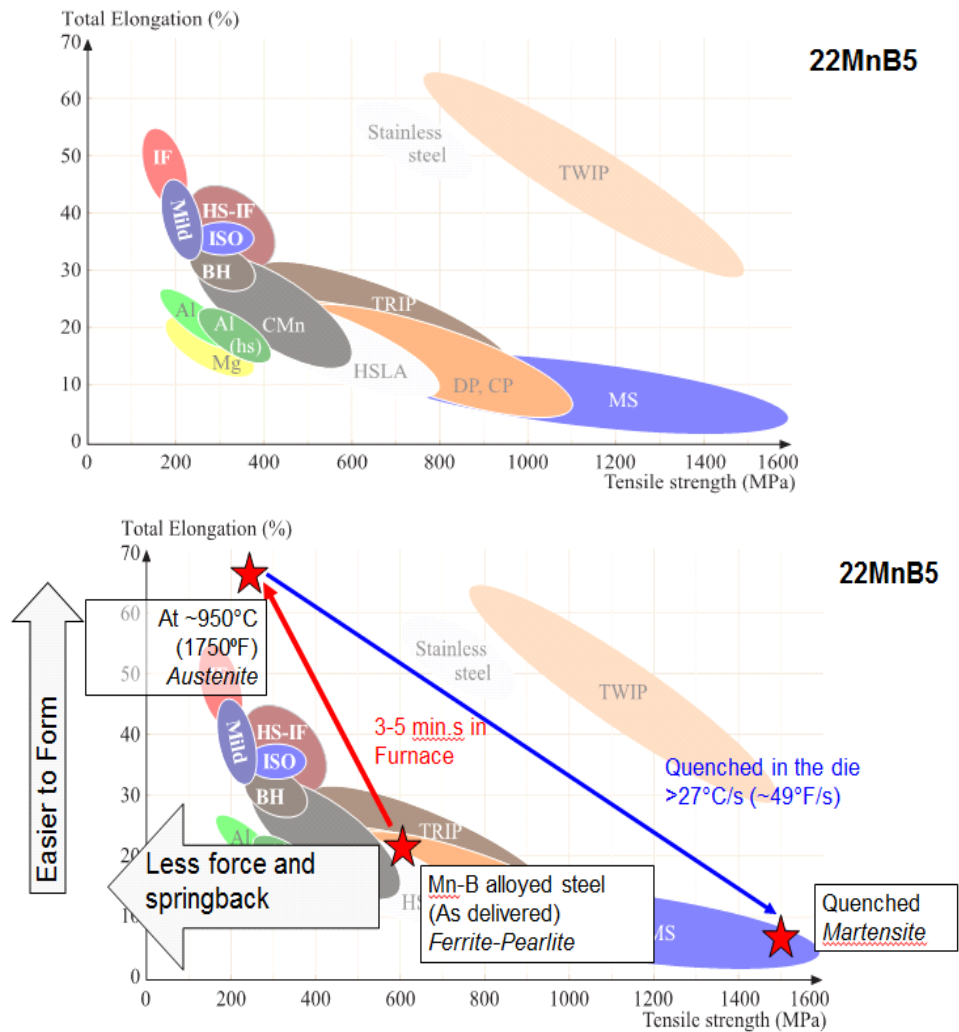 Total Elongation (%)
22MnB5
70
60
50
40
30
20
10
0
IF
Mild
HS-IF
ISO
BH
Al
Al
(hs)
Mg
CMn
TRIP
HSLA
DP, CP
MS
Stainless
steel
TWIP
0 200 400 600 800 1000 1200 1400 1600
Tensile strength (MPa)
Total Elongation (%)
22MnB5
70
60
50
40
30
20
10
0
Easier to Form
At ~950°C
(1750ºF)
Austenite
Mild
HS-IF
ISO
BH
Al
TRIP
Stainless
steel
TWIP
3-5 min.s in
Furnace
Quenched in the die
>27°C/s (~49°F/s)
Less force and
springback
HS
Mn-B alloyed steel
(As delivered)
Ferrite-Pearlite
MS
Quenched
Martensite
0 200 400 600 800 1000 1200 1400 1600
Tensile strength (MPa)